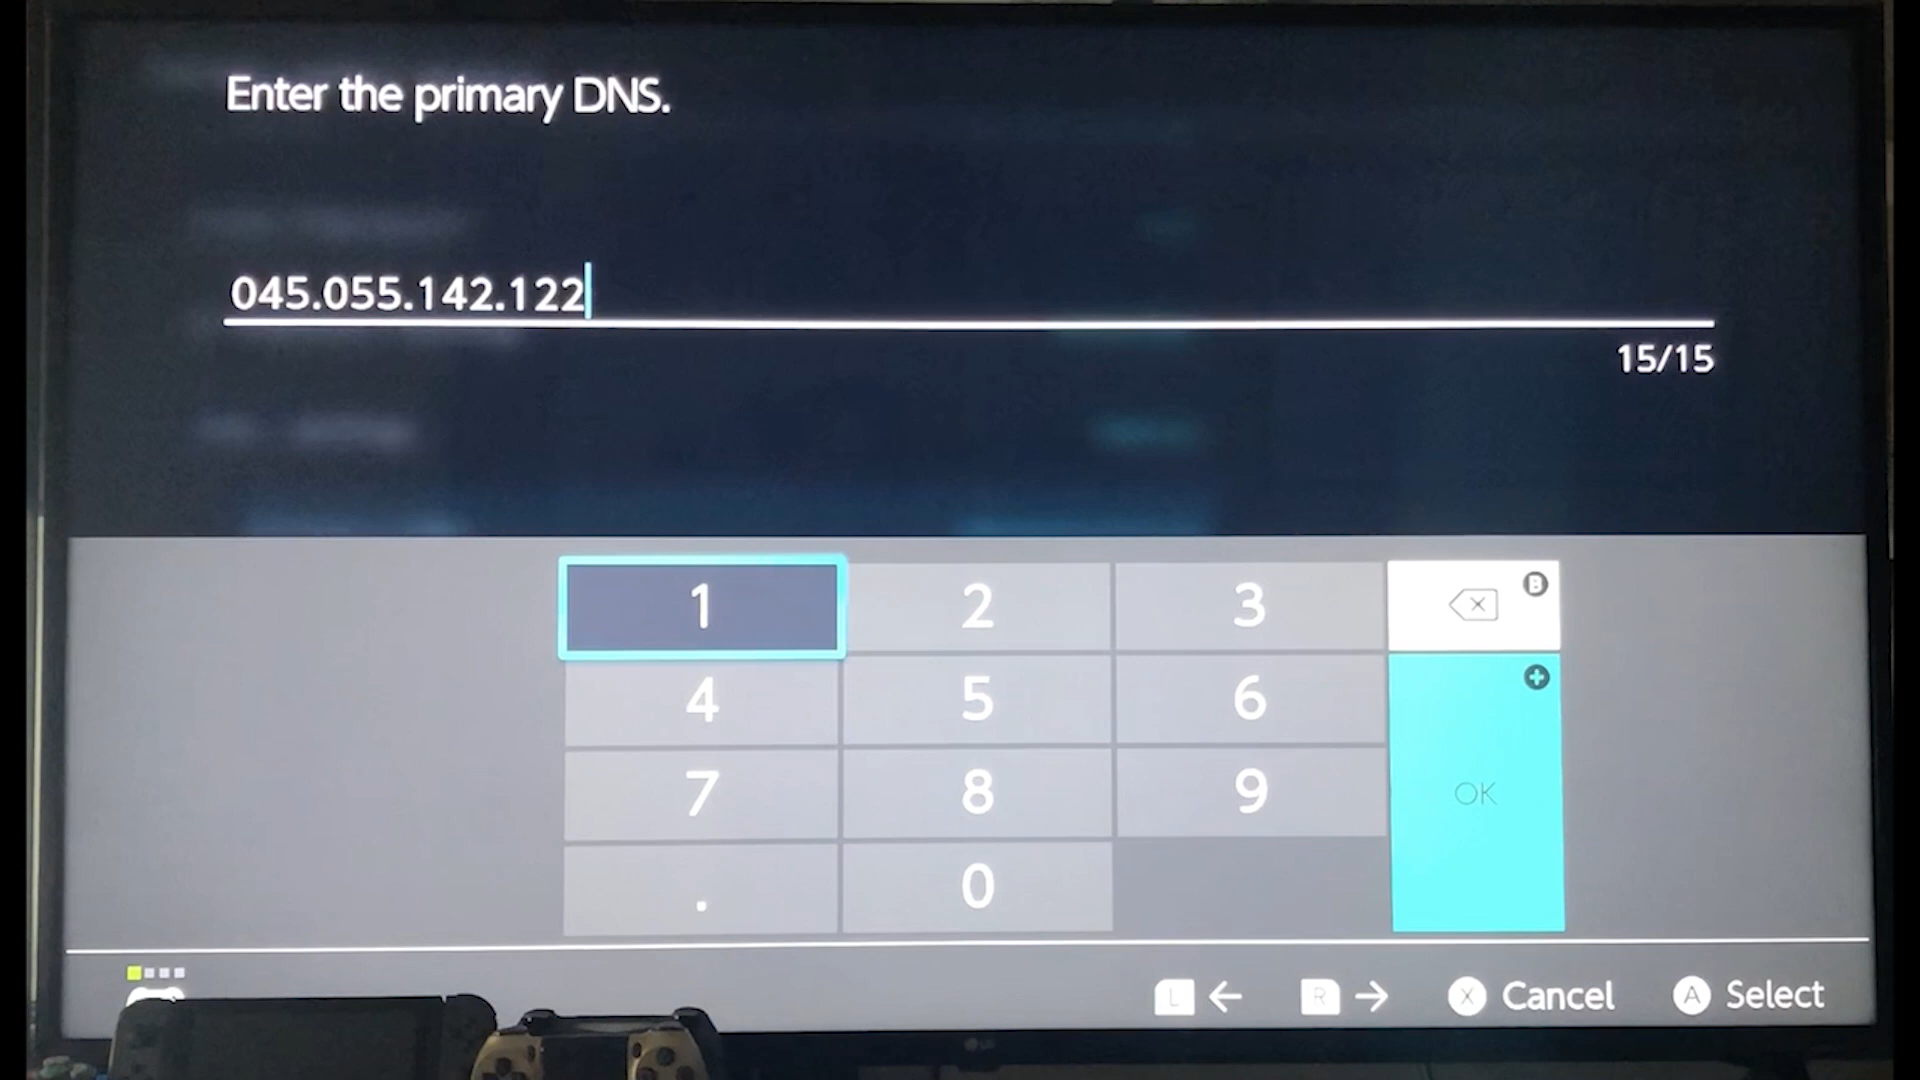 Enter the primary DNS.
045.055.142.122
15/15
1 2 3 B
4 5 6 +
7 8 9 OK
. 0
L ← R → X Cancel A Select